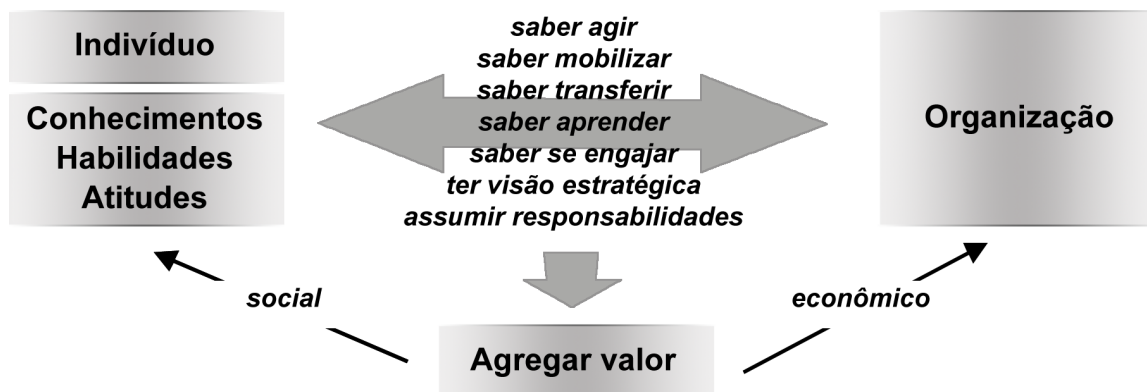 Indivíduo
Conhecimentos
Habilidades
Atitudes
saber agir
saber mobilizar
saber transferir
saber aprender
saber se engajar
ter visão estratégica
assumir responsabilidades
Organização
social
econômico
Agregar valor